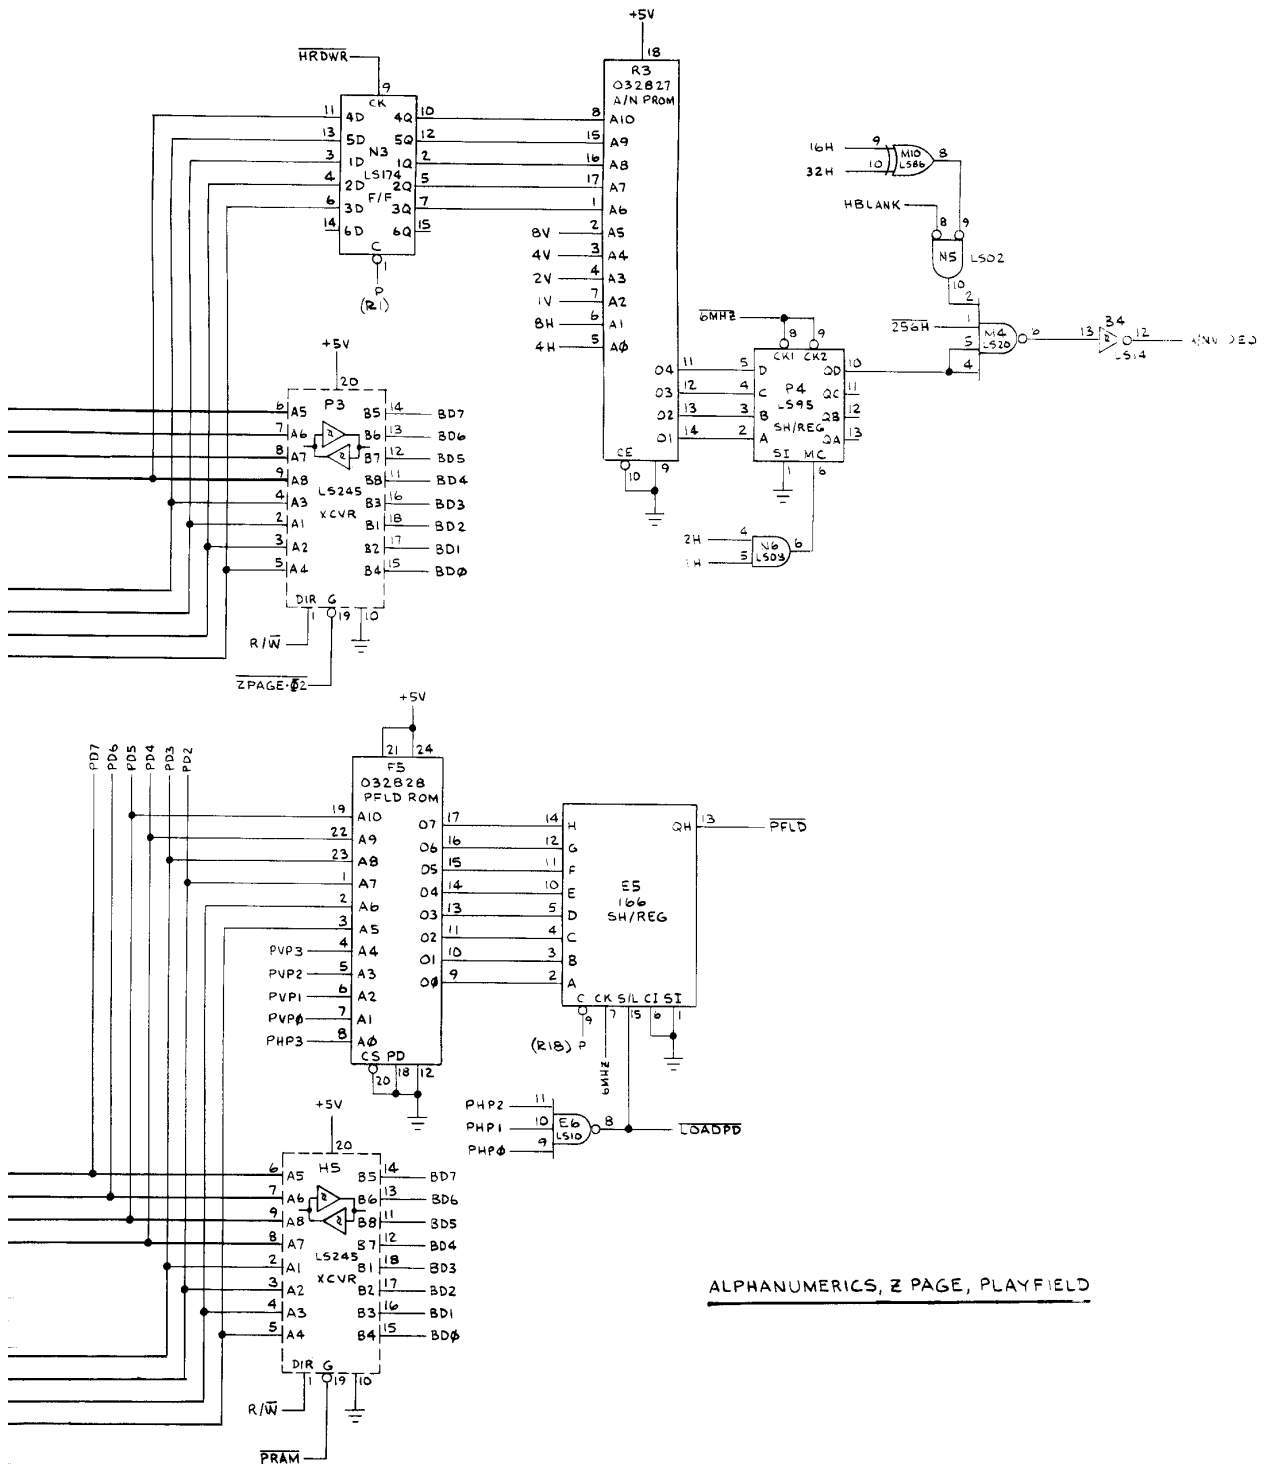 +5V
HRDWR
9
CK
11 4D 4Q 10
13 5D 5Q 12
3 1D N3 1Q 2
4 2D LS174 2Q 5
6 3D F/F 3Q 7
14 6D 6Q 15
C
1
P
(R1)
18
R3
032827
A/N PROM
8 A10
15 A9
16 A8
17 A7
1 A6
8V 2 A5
4V 3 A4
2V 4 A3
1V 7 A2
8H 6 A1
4H 5 AØ
O4 11
O3 12
O2 13
O1 14
CE
10 9
16H 9
32H 10
M10
LS86
8
HBLANK
8 9
N5 LS02
10
2
256H 1
5
4
M4
LS20
6
13 12
LS14
6MHZ
8 9
CK1 CK2
5 D QD 10
4 C P4 QC 11
3 B LS95 QB 12
2 A SH/REG QA 13
SI MC
1 6
2H 4
5
N6
6
+5V
20
P3
6 A5 B5 14 BD7
7 A6 B6 13 BD6
8 A7 B7 12 BD5
9 A8 B8 11 BD4
4 A3 LS245 B3 16 BD3
2 A1 XCVR B1 18 BD2
3 A2 B2 17 BD1
5 A4 B4 15 BDØ
DIR G
1 19 10
R/W
ZPAGE·Φ2
PD7
PD6
PD5
PD4
PD3
PD2
+5V
21 24
F5
032828
PFLD ROM
19 A10 O7 17
22 A9 O6 16
23 A8 O5 15
1 A7 O4 14
2 A6 O3 13
3 A5 O2 11
PVP3 4 A4 O1 10
PVP2 5 A3 OØ 9
PVP1 6 A2
PVPØ 7 A1
PHP3 8 AØ
CS PD
20 18 12
14 H QH 13 PFLD
12 G
11 F
10 E
5 D
4 C
3 B
2 A
E5
166
SH/REG
C CK S/L CI SI
9 7 15 6 1
(R18) P
6MHZ
PHP2 11
PHP1 10
PHPØ 9
E6
LS10
8 LOADPD
+5V
20
H5
6 A5 B5 14 BD7
7 A6 B6 13 BD6
9 A8 B8 11 BD5
8 A7 B7 12 BD4
2 A1 LS245 B1 18 BD3
3 A2 XCVR B2 17 BD2
4 A3 B3 16 BD1
5 A4 B4 15 BDØ
DIR G
1 19 10
R/W
PRAM
ALPHANUMERICS, Z PAGE, PLAYFIELD